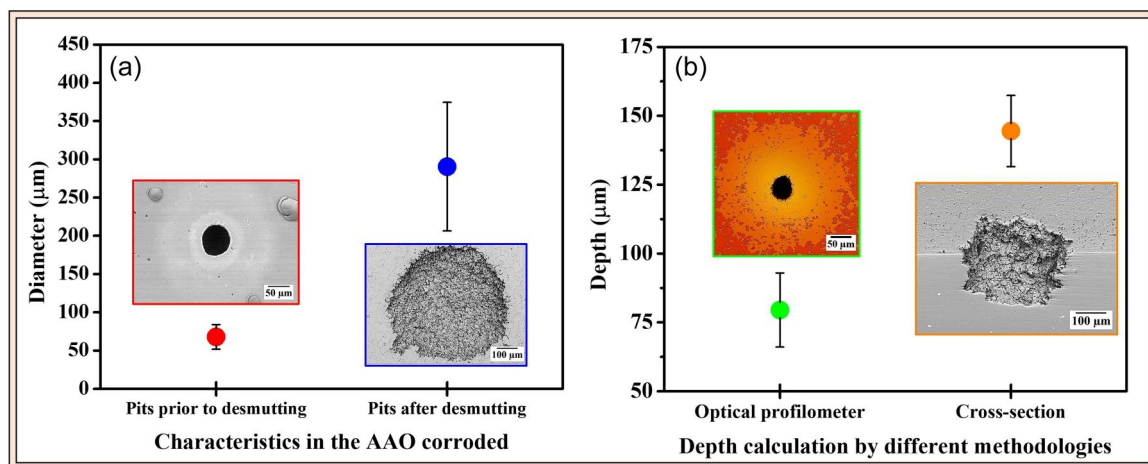 (a)
450
400
350
300
250
200
150
100
50
0
Diameter (μm)
50 μm
100 μm
Pits prior to desmutting
Pits after desmutting
Characteristics in the AAO corroded
(b)
175
150
125
100
75
50
Depth (μm)
50 μm
100 μm
Optical profilometer
Cross-section
Depth calculation by different methodologies